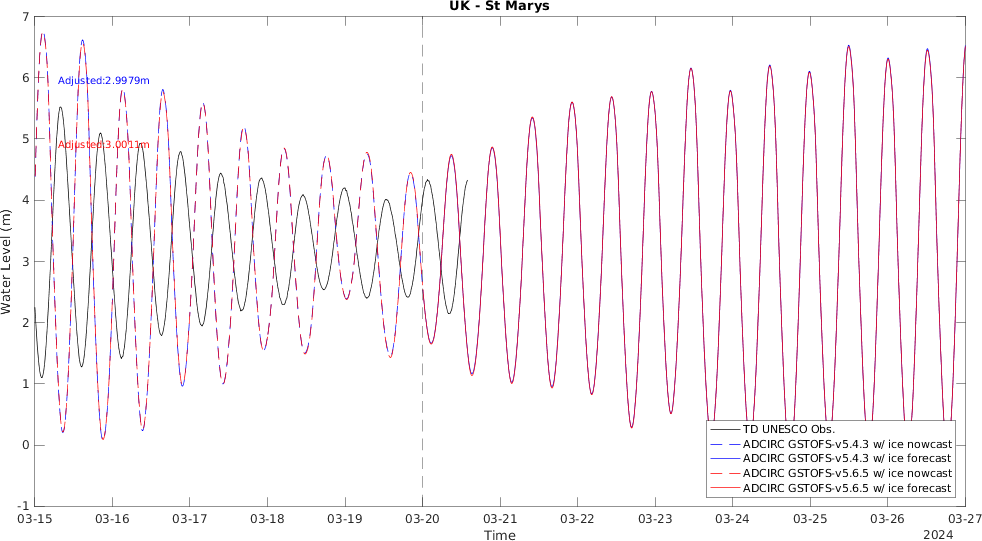 UK - St Marys
7
6
5
4
3
2
1
0
-1
Water Level (m)
Adjusted:2.9979m
Adjusted:3.0011m
TD UNESCO Obs.
ADCIRC GSTOFS-v5.4.3 w/ ice nowcast
ADCIRC GSTOFS-v5.4.3 w/ ice forecast
ADCIRC GSTOFS-v5.6.5 w/ ice nowcast
ADCIRC GSTOFS-v5.6.5 w/ ice forecast
03-15 03-16 03-17 03-18 03-19 03-20 03-21 03-22 03-23 03-24 03-25 03-26 03-27
Time
2024